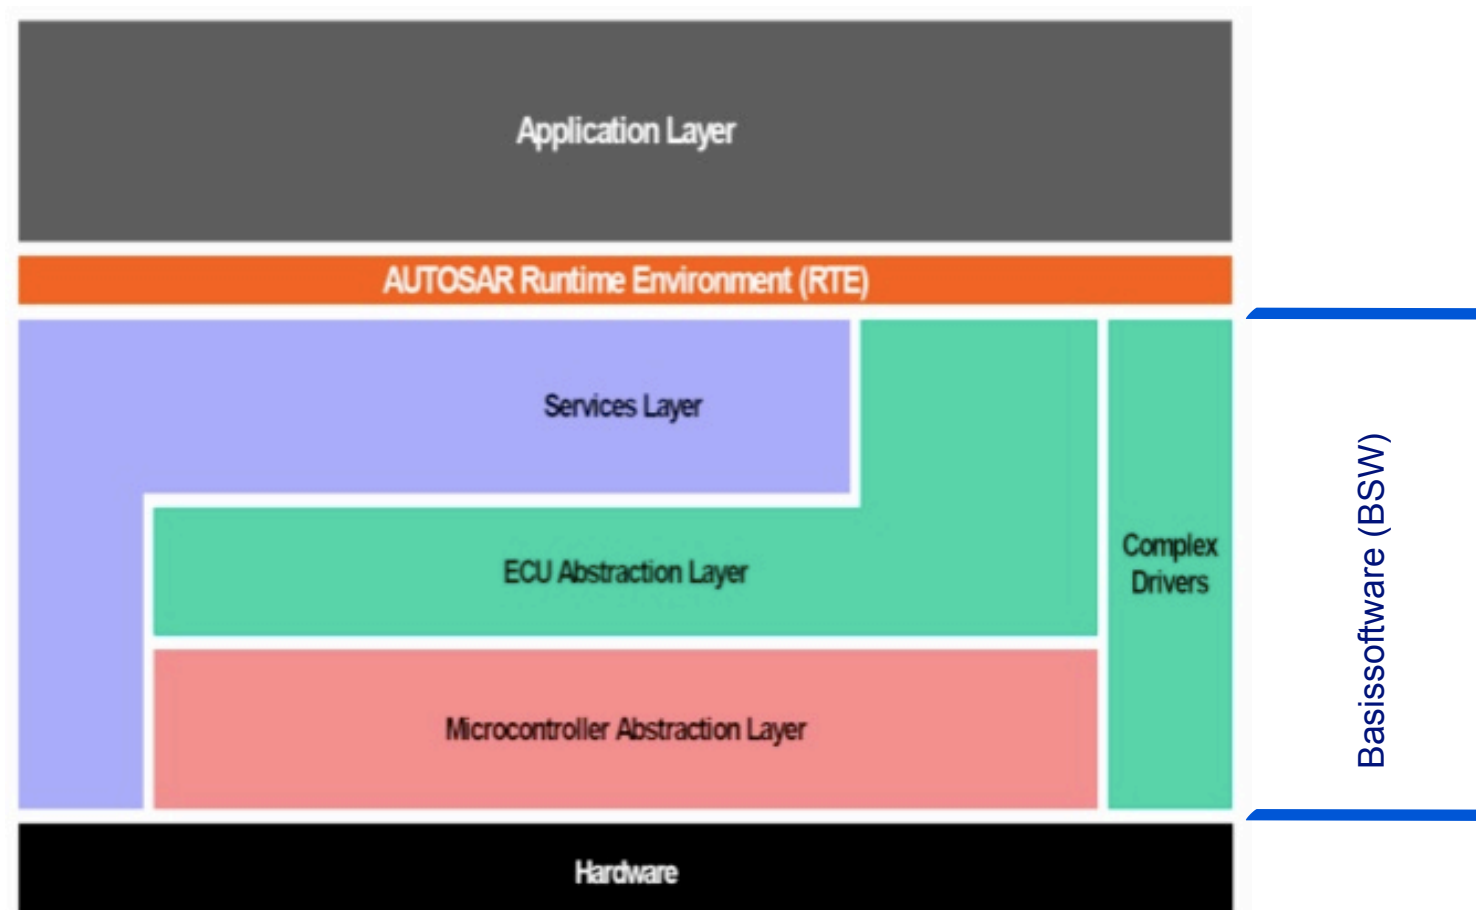 Application Layer
AUTOSAR Runtime Environment (RTE)
Services Layer
ECU Abstraction Layer
Complex
Drivers
Microcontroller Abstraction Layer
Hardware
Basissoftware (BSW)